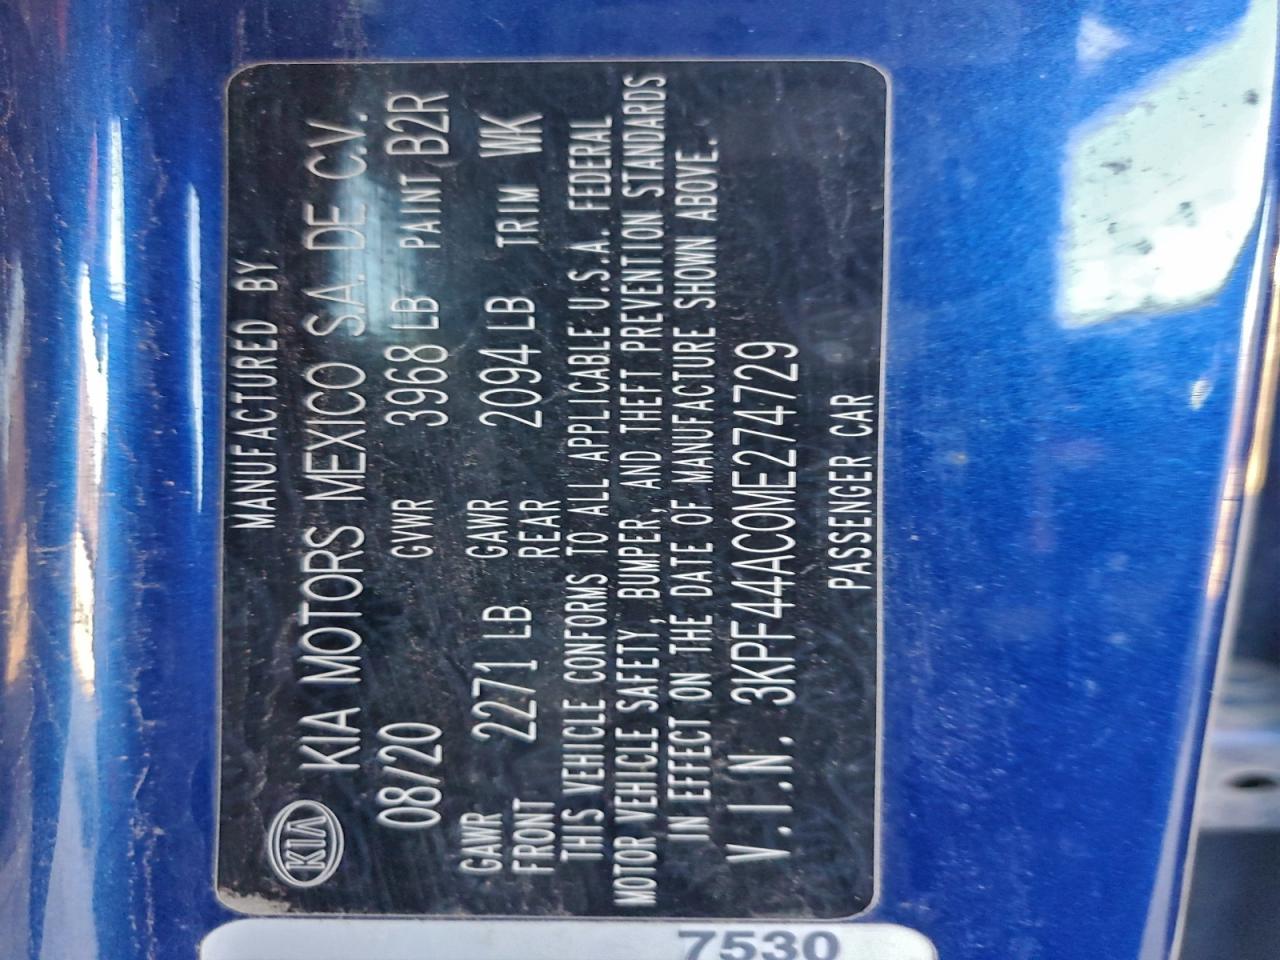 MANUFACTURED BY
KIA KIA MOTORS MEXICO S.A. DE C.V.
08/20 GVWR 3968 LB PAINT B2R
GAWR FRONT 2271 LB GAWR REAR 2094 LB TRIM WK
THIS VEHICLE CONFORMS TO ALL APPLICABLE U.S.A. FEDERAL
MOTOR VEHICLE SAFETY, BUMPER, AND THEFT PREVENTION STANDARDS
IN EFFECT ON THE DATE OF MANUFACTURE SHOWN ABOVE.
V.I.N. 3KPF44AC0ME274729
PASSENGER CAR
7530